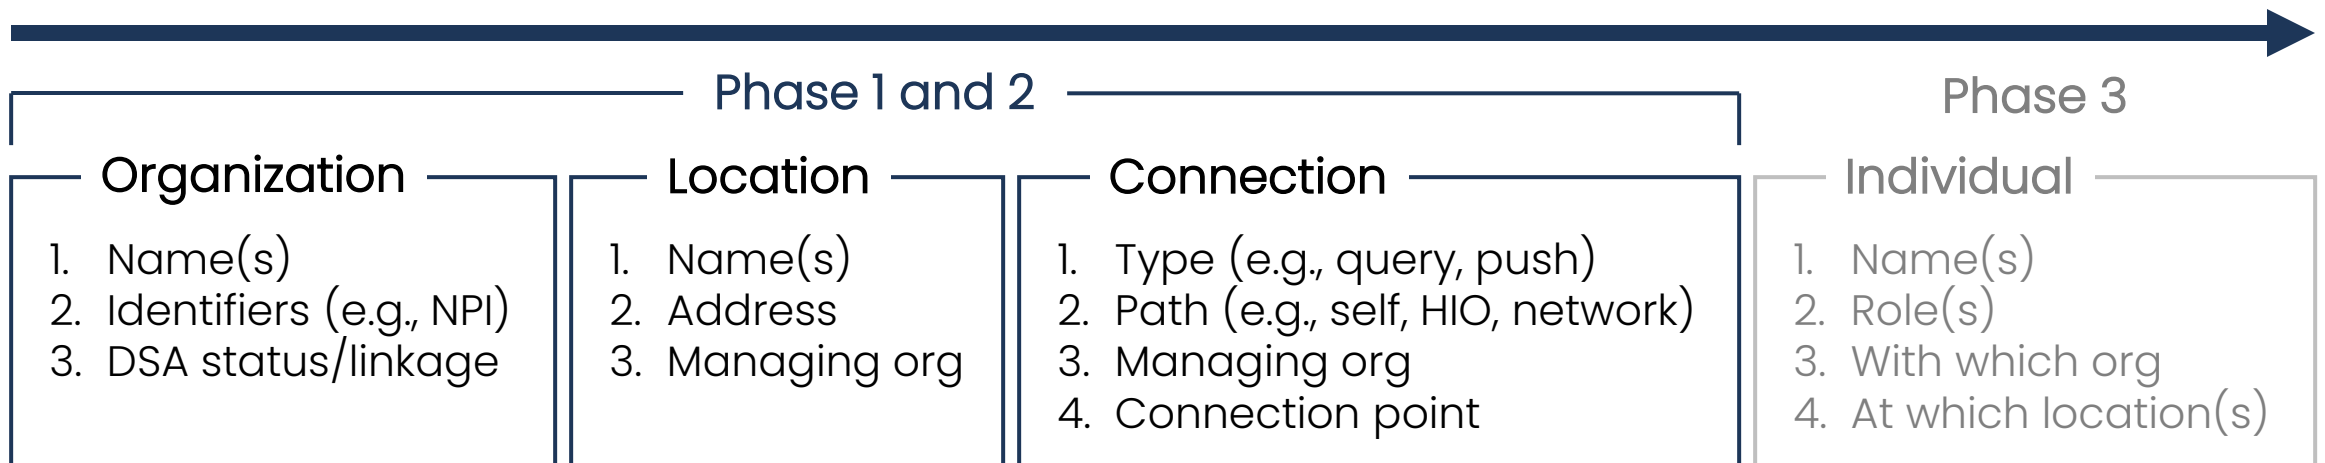 Phase 1 and 2
Phase 3
Organization
1. Name(s)
2. Identifiers (e.g., NPI)
3. DSA status/linkage
Location
1. Name(s)
2. Address
3. Managing org
Connection
1. Type (e.g., query, push)
2. Path (e.g., self, HIO, network)
3. Managing org
4. Connection point
Individual
1. Name(s)
2. Role(s)
3. With which org
4. At which location(s)